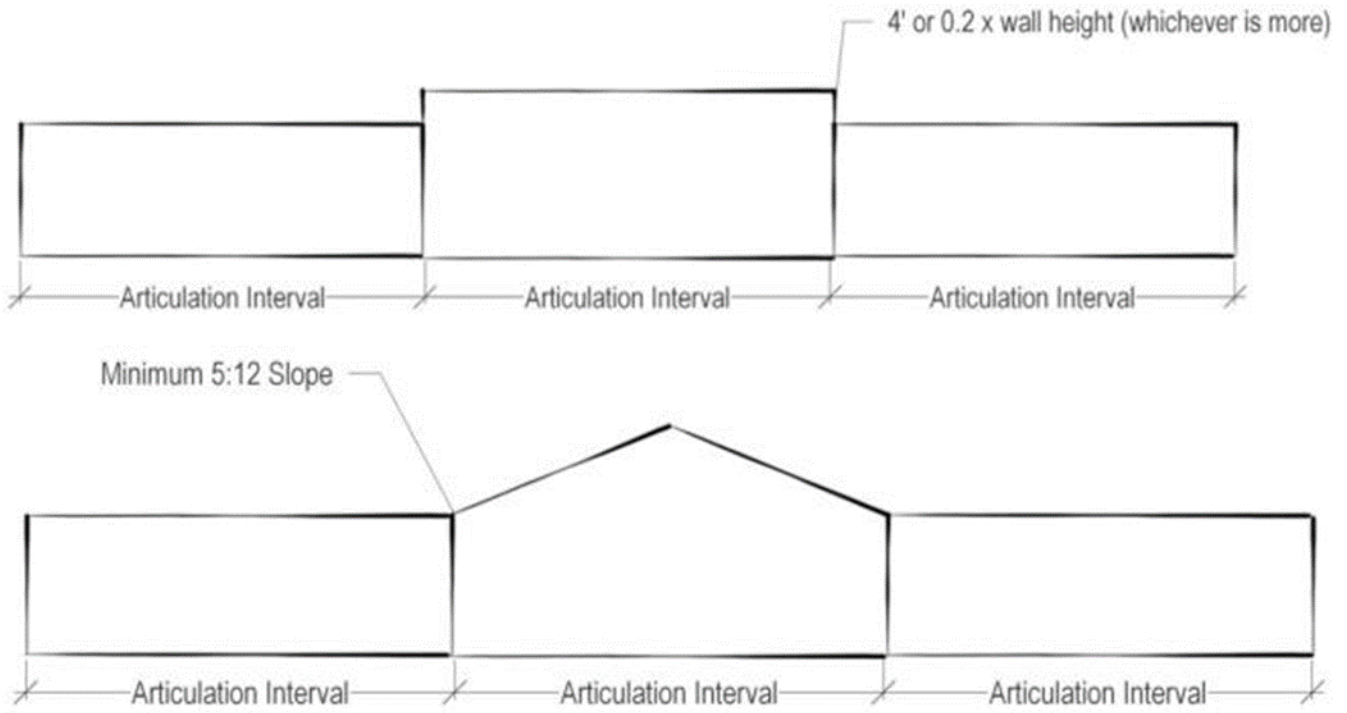 4' or 0.2 x wall height (whichever is more)
Articulation Interval
Articulation Interval
Articulation Interval
Minimum 5:12 Slope
Articulation Interval
Articulation Interval
Articulation Interval